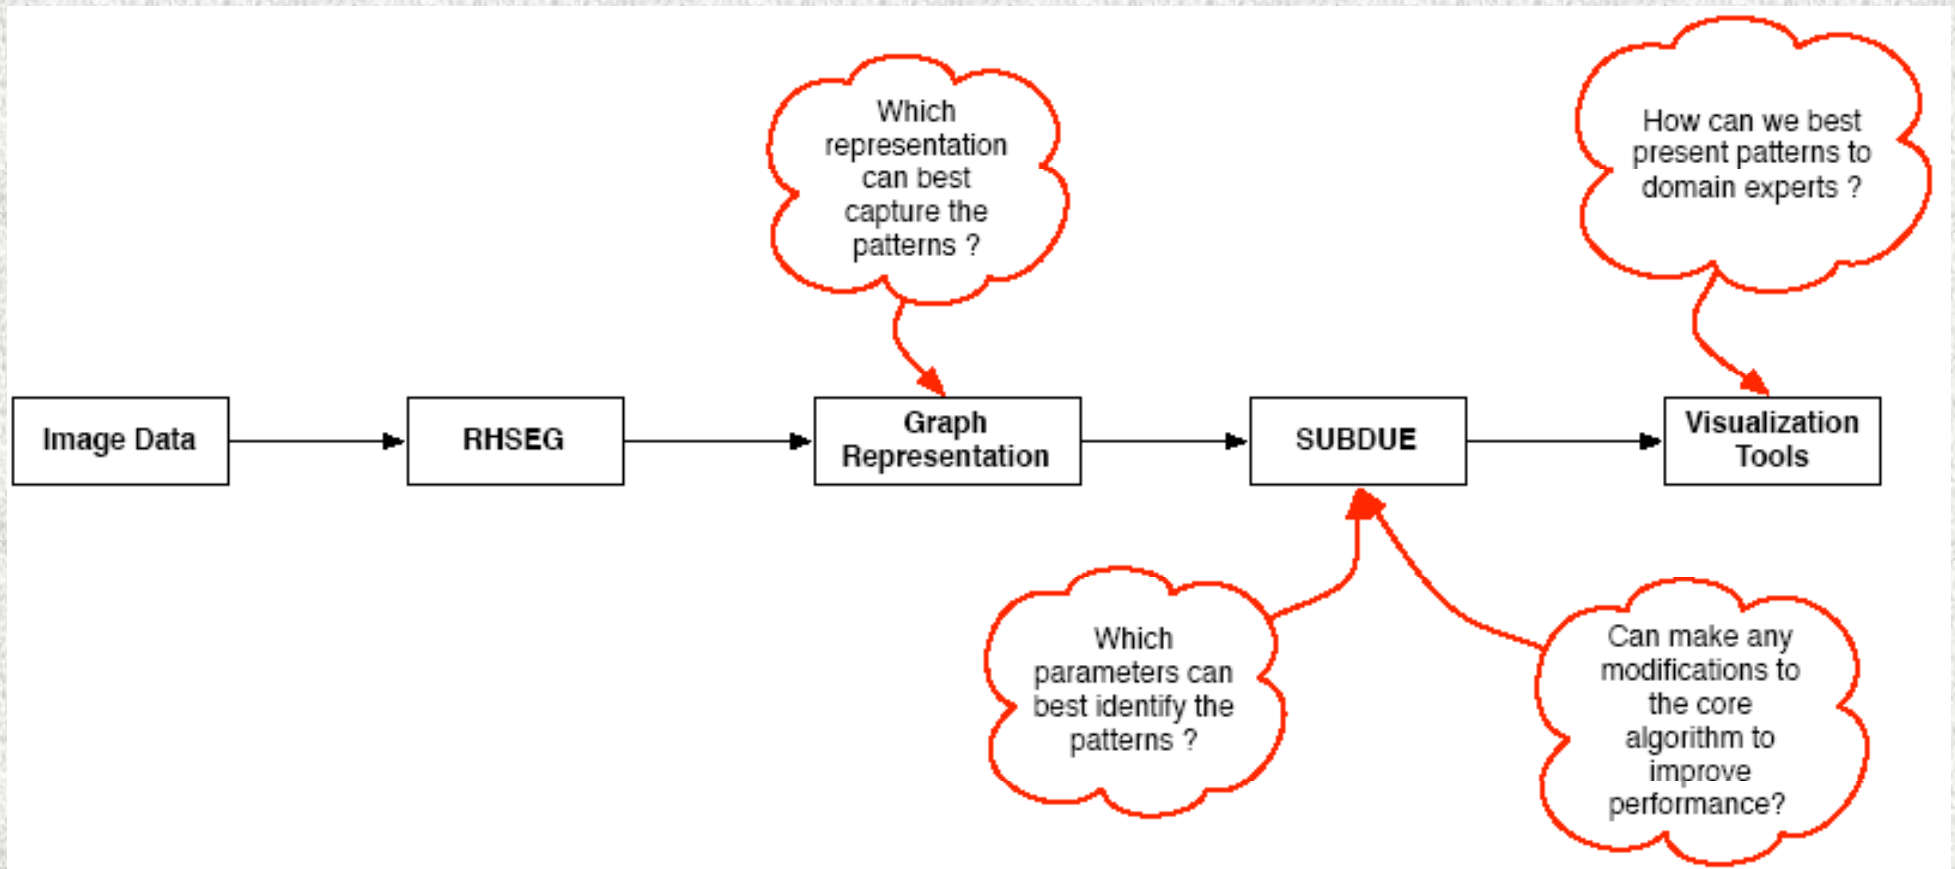 Which
representation
can best
capture the
patterns ?
How can we best
present patterns to
domain experts ?
Image Data
RHSEG
Graph
Representation
SUBDUE
Visualization
Tools
Which
parameters can
best identify the
patterns ?
Can make any
modifications to
the core
algorithm to
improve
performance?